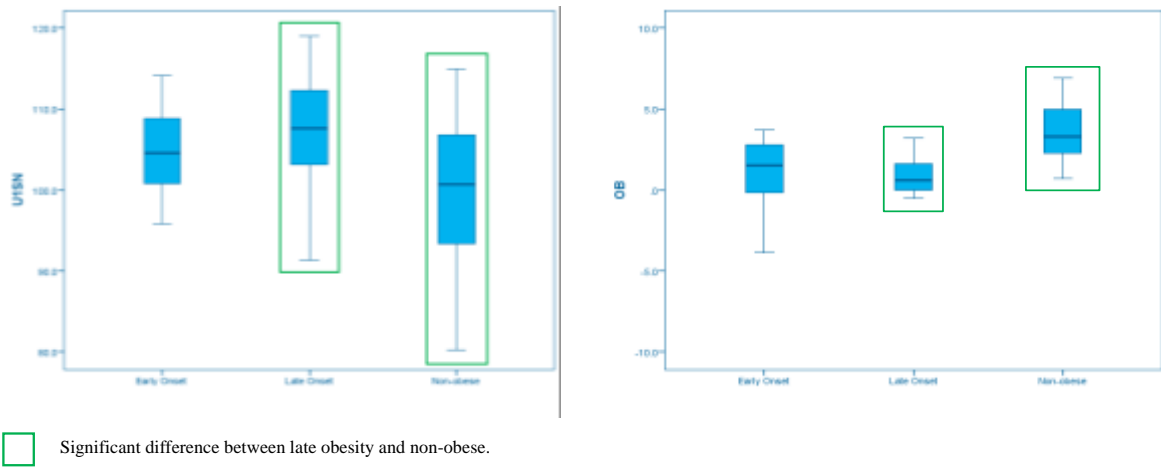 120.0
110.0
100.0
90.0
80.0
U1SN
Early Onset
Late Onset
Non-obese
10.0
5.0
.0
-5.0
-10.0
OB
Early Onset
Late Onset
Non-obese
Significant difference between late obesity and non-obese.